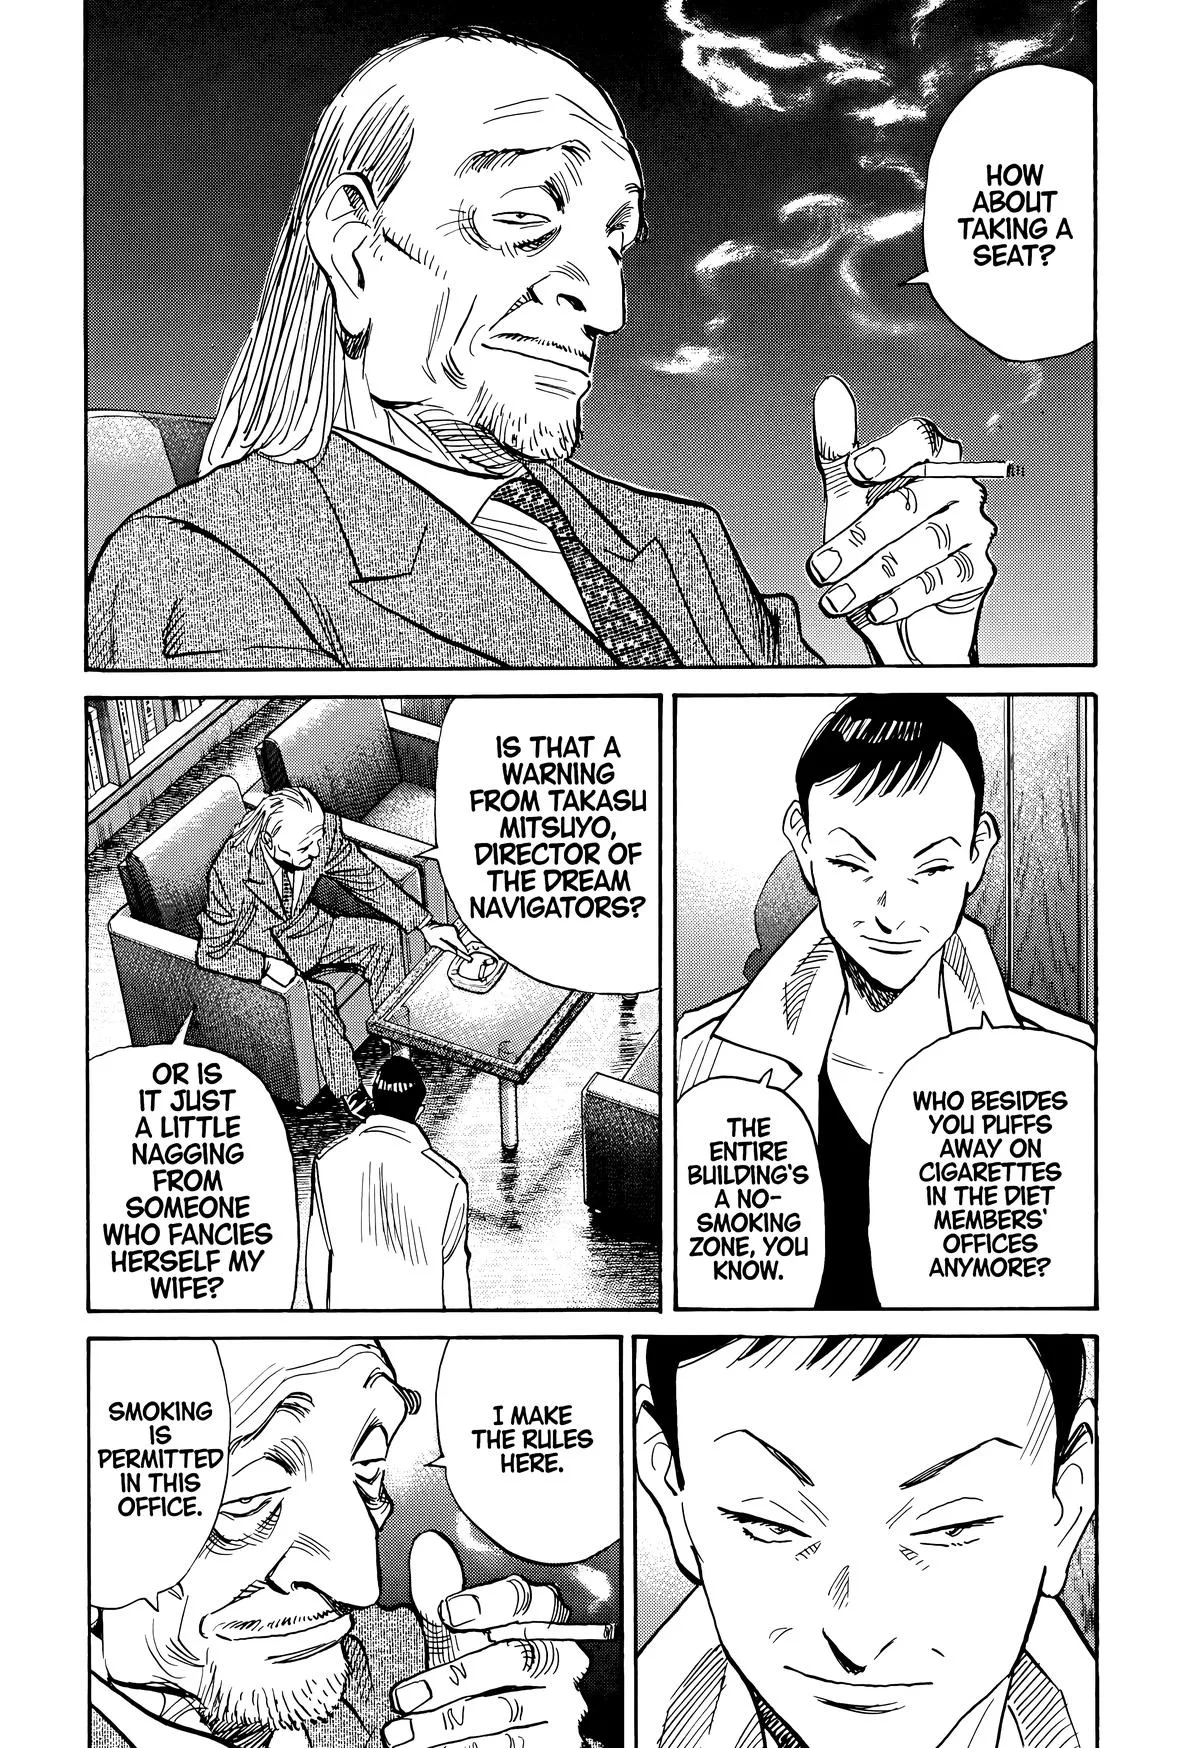 HOW
ABOUT
TAKING A
SEAT?
WHO BESIDES
YOU PUFFS
AWAY ON
CIGARETTES
IN THE DIET
MEMBERS'
OFFICES
ANYMORE?
THE
ENTIRE
BUILDING'S
A NO-
SMOKING
ZONE, YOU
KNOW.
IS THAT A
WARNING
FROM TAKASU
MITSUYO,
DIRECTOR OF
THE DREAM
NAVIGATORS?
OR IS
IT JUST
A LITTLE
NAGGING
FROM
SOMEONE
WHO FANCIES
HERSELF MY
WIFE?
I MAKE
THE RULES
HERE.
SMOKING
IS
PERMITTED
IN THIS
OFFICE.